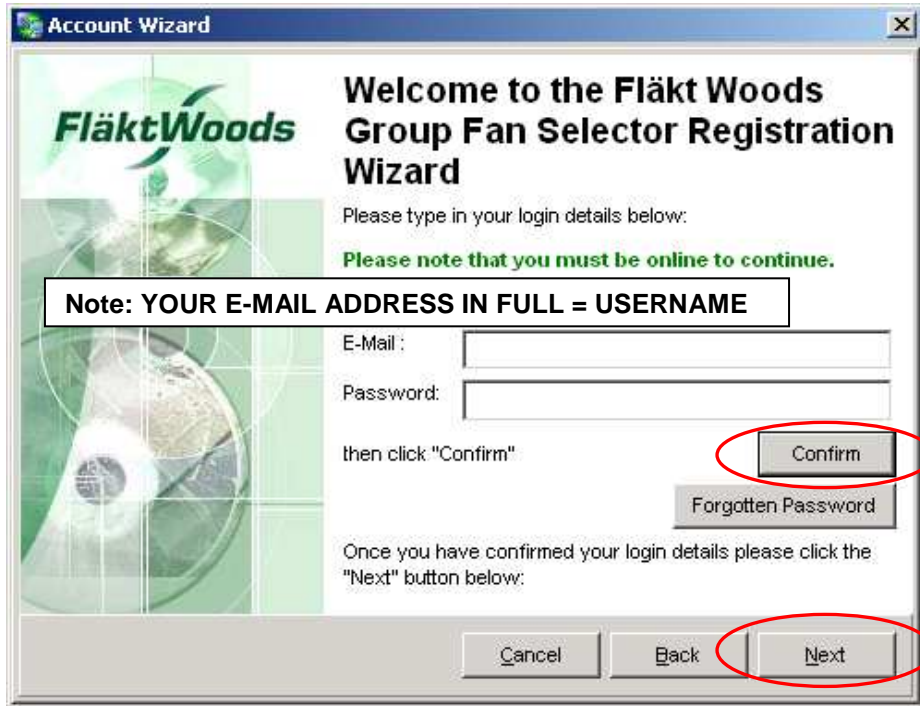 Account Wizard
FläktWoods
Welcome to the Fläkt Woods
Group Fan Selector Registration
Wizard
Please type in your login details below:
Please note that you must be online to continue.
Note: YOUR E-MAIL ADDRESS IN FULL = USERNAME
E-Mail :
Password:
then click "Confirm"
Confirm
Forgotten Password
Once you have confirmed your login details please click the
"Next" button below:
Cancel
Back
Next